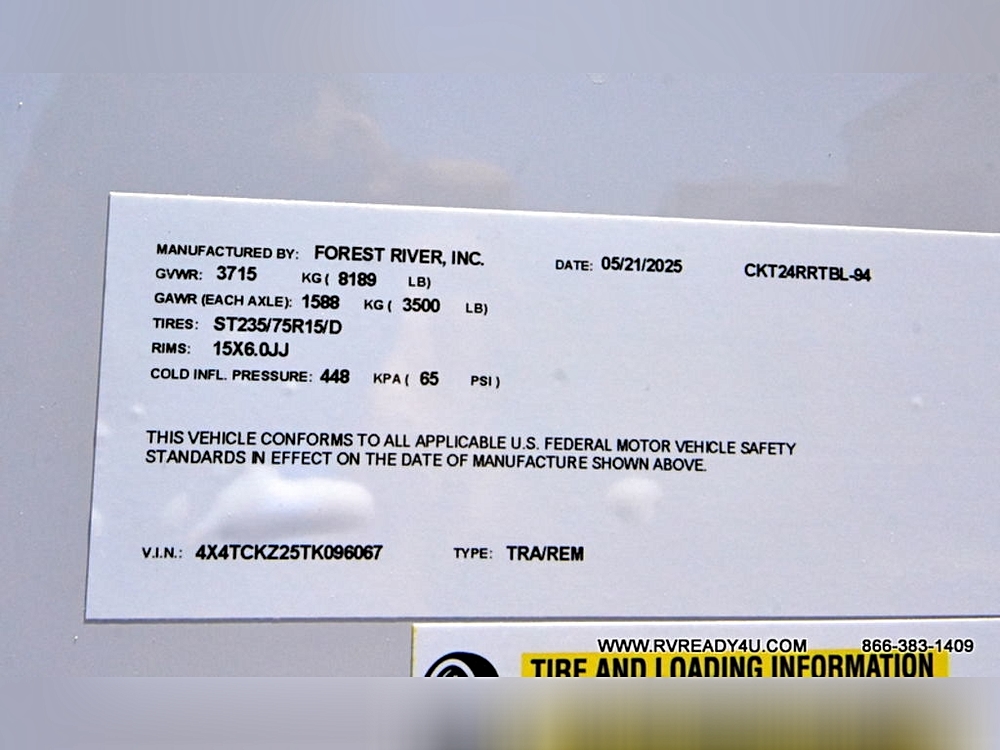 MANUFACTURED BY: FOREST RIVER, INC. DATE: 05/21/2025 CKT24RRTBL-94
GVWR: 3715 KG ( 8189 LB)
GAWR (EACH AXLE): 1588 KG ( 3500 LB)
TIRES: ST235/75R15/D
RIMS: 15X6.0JJ
COLD INFL. PRESSURE: 448 KPA ( 65 PSI )
THIS VEHICLE CONFORMS TO ALL APPLICABLE U.S. FEDERAL MOTOR VEHICLE SAFETY
STANDARDS IN EFFECT ON THE DATE OF MANUFACTURE SHOWN ABOVE.
V.I.N.: 4X4TCKZ25TK096067 TYPE: TRA/REM
WWW.RVREADY4U.COM 866-383-1409
TIRE AND LOADING INFORMATION